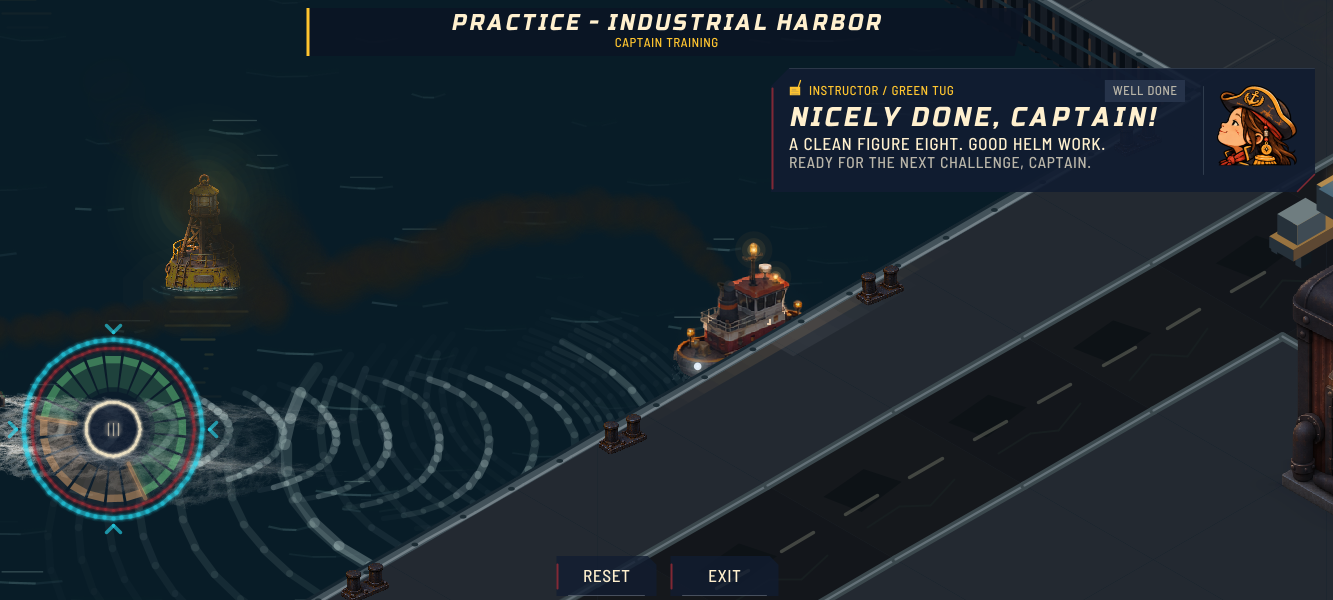 PRACTICE - INDUSTRIAL HARBOR
CAPTAIN TRAINING
INSTRUCTOR / GREEN TUG
WELL DONE
NICELY DONE, CAPTAIN!
A CLEAN FIGURE EIGHT. GOOD HELM WORK.
READY FOR THE NEXT CHALLENGE, CAPTAIN.
RESET
EXIT